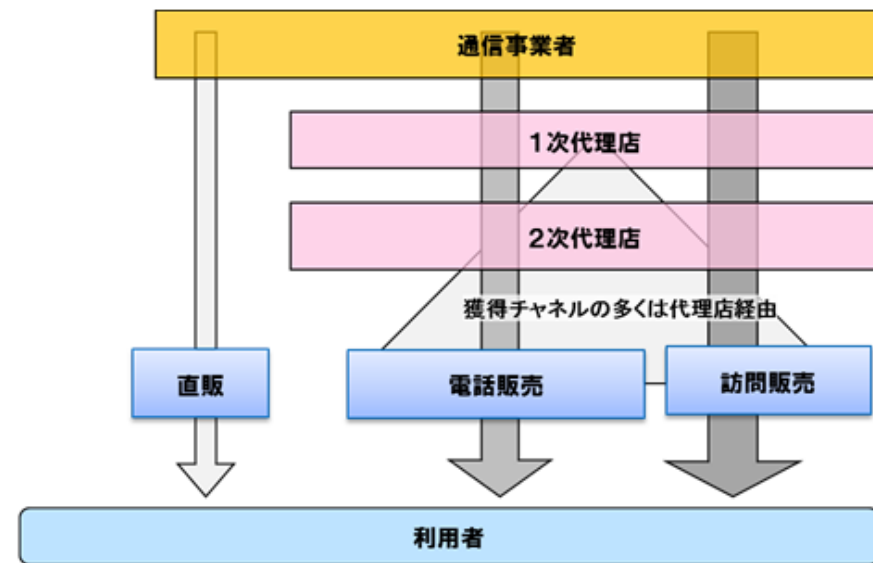 通信事業者
1次代理店
2次代理店
獲得チャネルの多くは代理店経由
直販
電話販売
訪問販売
利用者